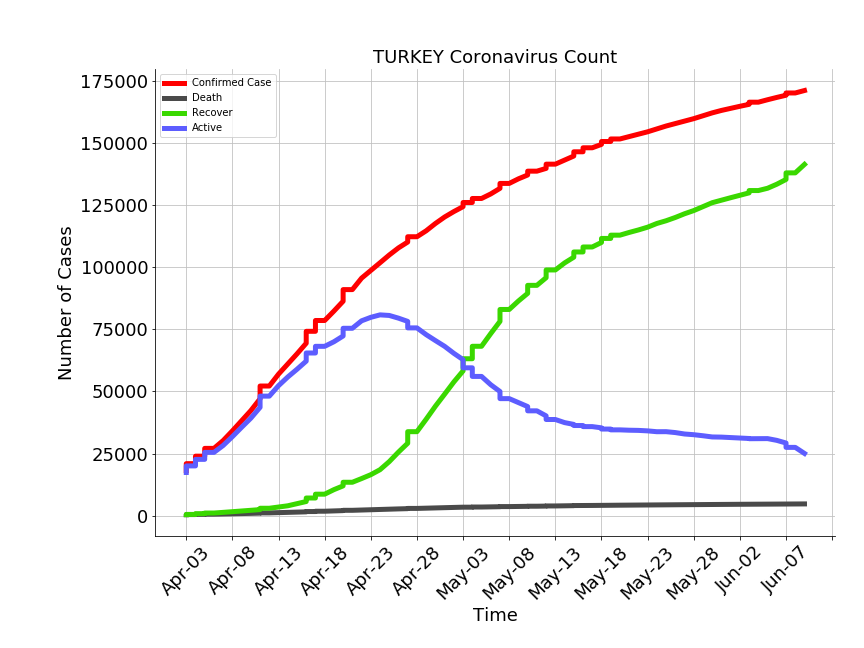 TURKEY Coronavirus Count
Confirmed Case
Death
Recover
Active
Number of Cases
175000
150000
125000
100000
75000
50000
25000
0
Apr-03
Apr-08
Apr-13
Apr-18
Apr-23
Apr-28
May-03
May-08
May-13
May-18
May-23
May-28
Jun-02
Jun-07
Time